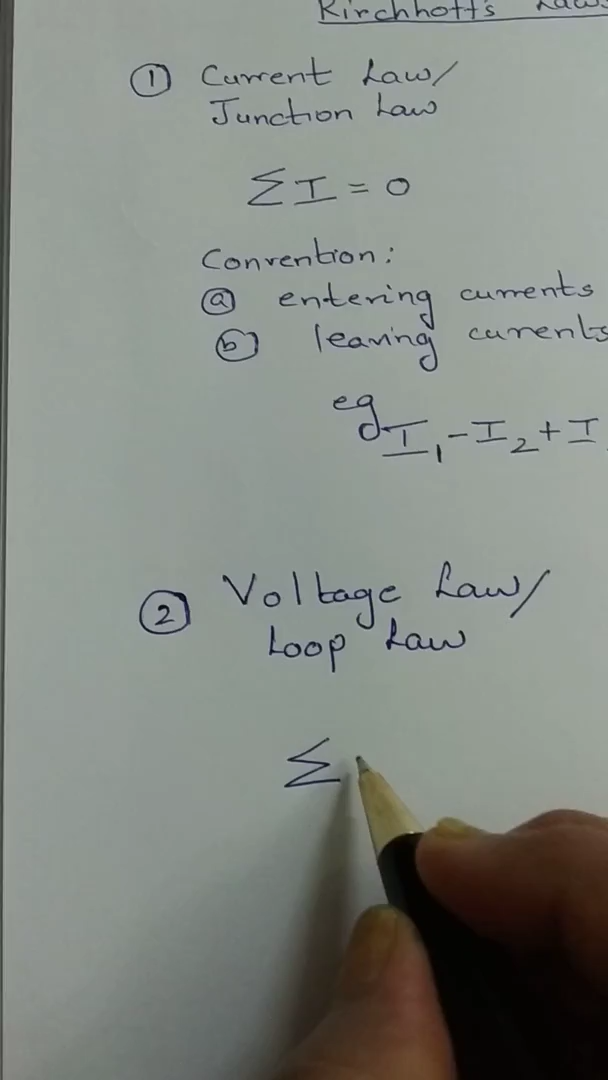 Kirchhoff's Laws
① Current Law/
Junction Law
ΣI = 0
Convention:
ⓐ entering currents
ⓑ leaving currents
eg I₁ - I₂ + I
② Voltage Law/
Loop Law
Σ